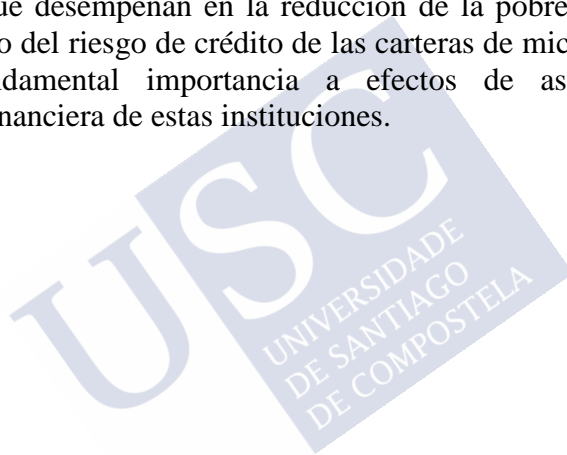 que desempeñan en la reducción de la pobre
o del riesgo de crédito de las carteras de mic
ndamental importancia a efectos de as
nanciera de estas instituciones.
USC
UNIVERSIDADE
DE SANTIAGO
DE COMPOSTELA